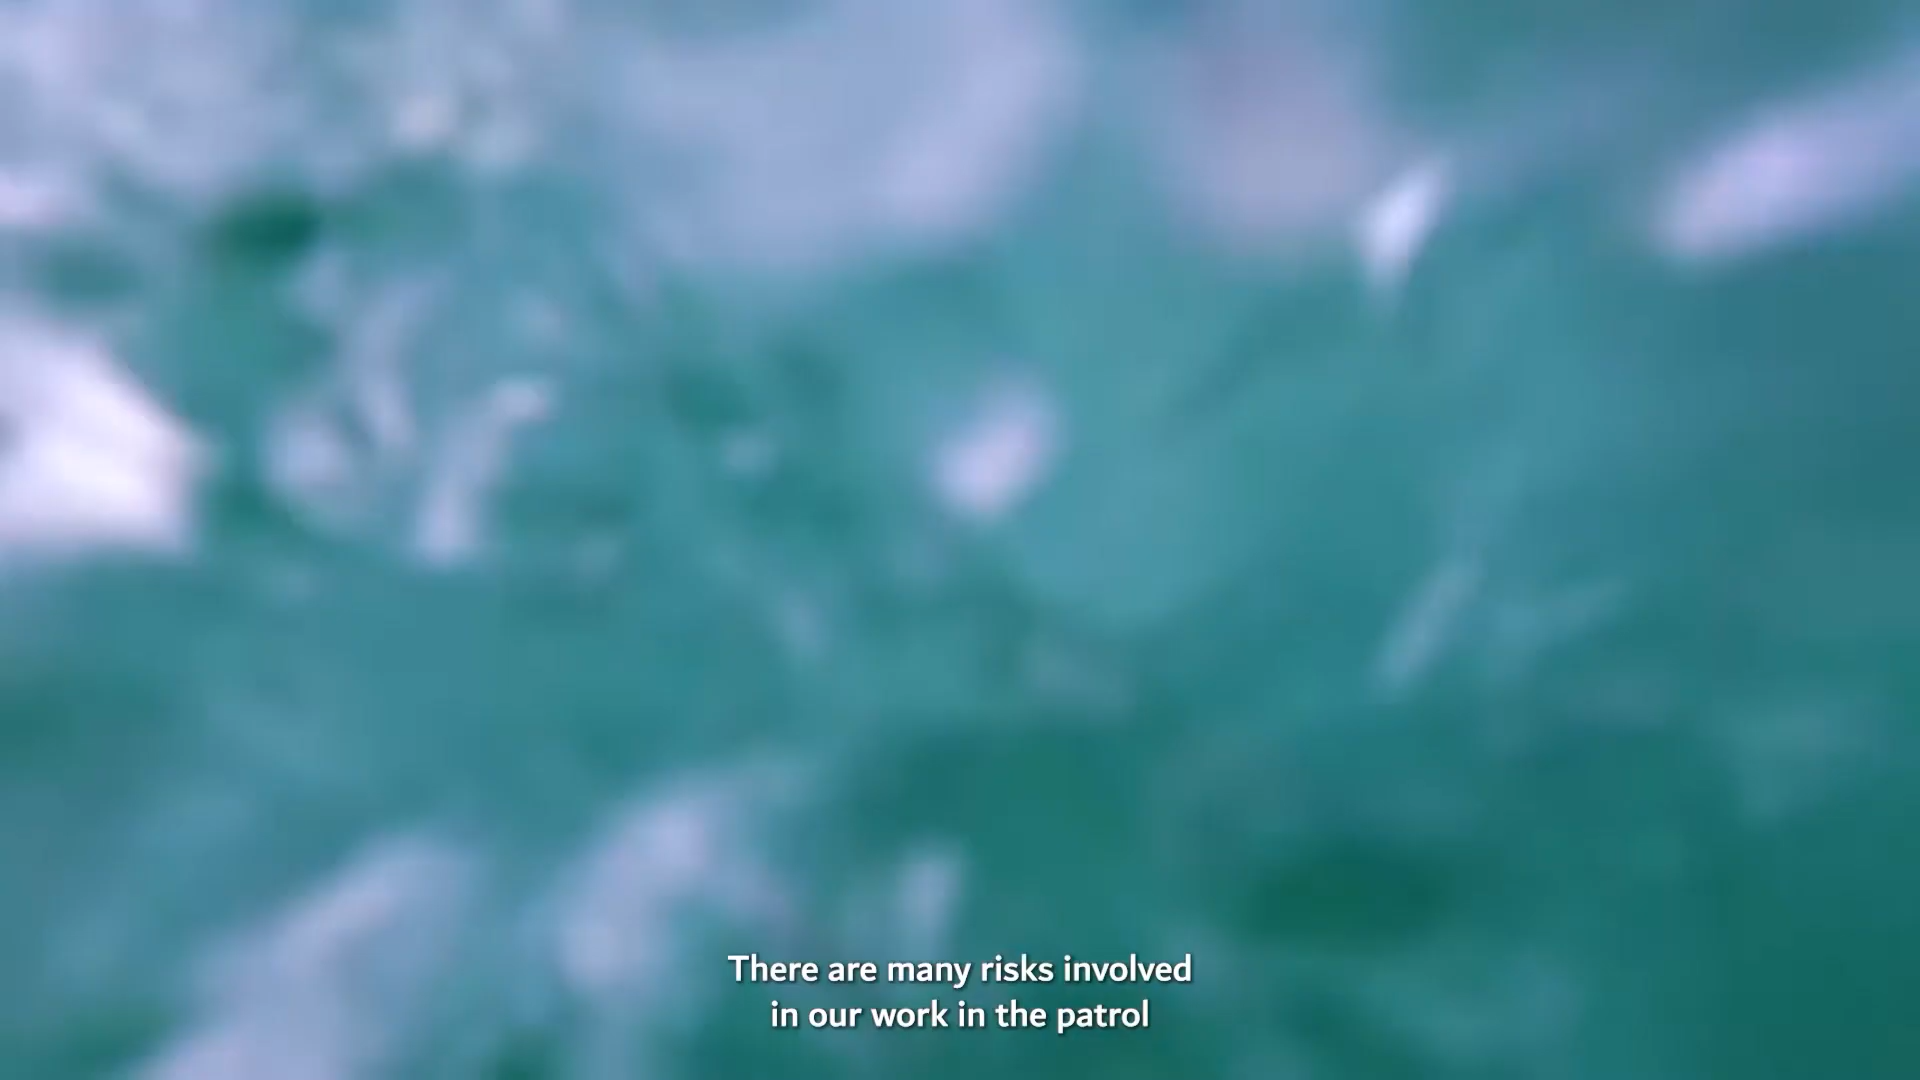 There are many risks involved
in our work in the patrol